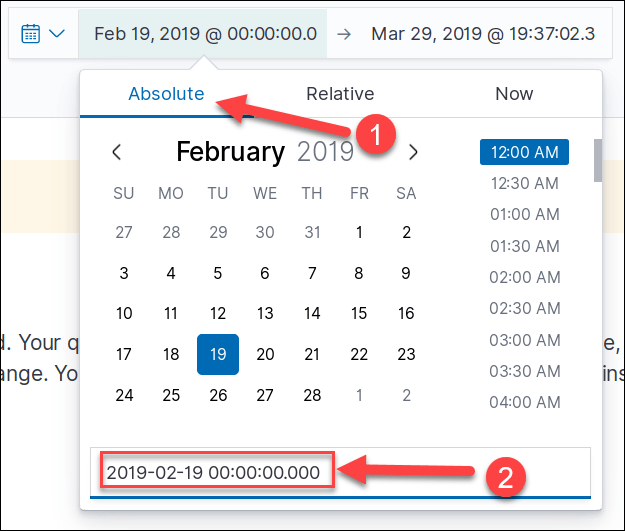 Feb 19, 2019 @ 00:00:00.0 → Mar 29, 2019 @ 19:37:02.3
Absolute Relative Now
1
February 2019
SU MO TU WE TH FR SA
27 28 29 30 31 1 2
3 4 5 6 7 8 9
10 11 12 13 14 15 16
17 18 19 20 21 22 23
24 25 26 27 28 1 2
12:00 AM
12:30 AM
01:00 AM
01:30 AM
02:00 AM
02:30 AM
03:00 AM
03:30 AM
04:00 AM
d. Your q
ange. Yo
2019-02-19 00:00:00.000
2